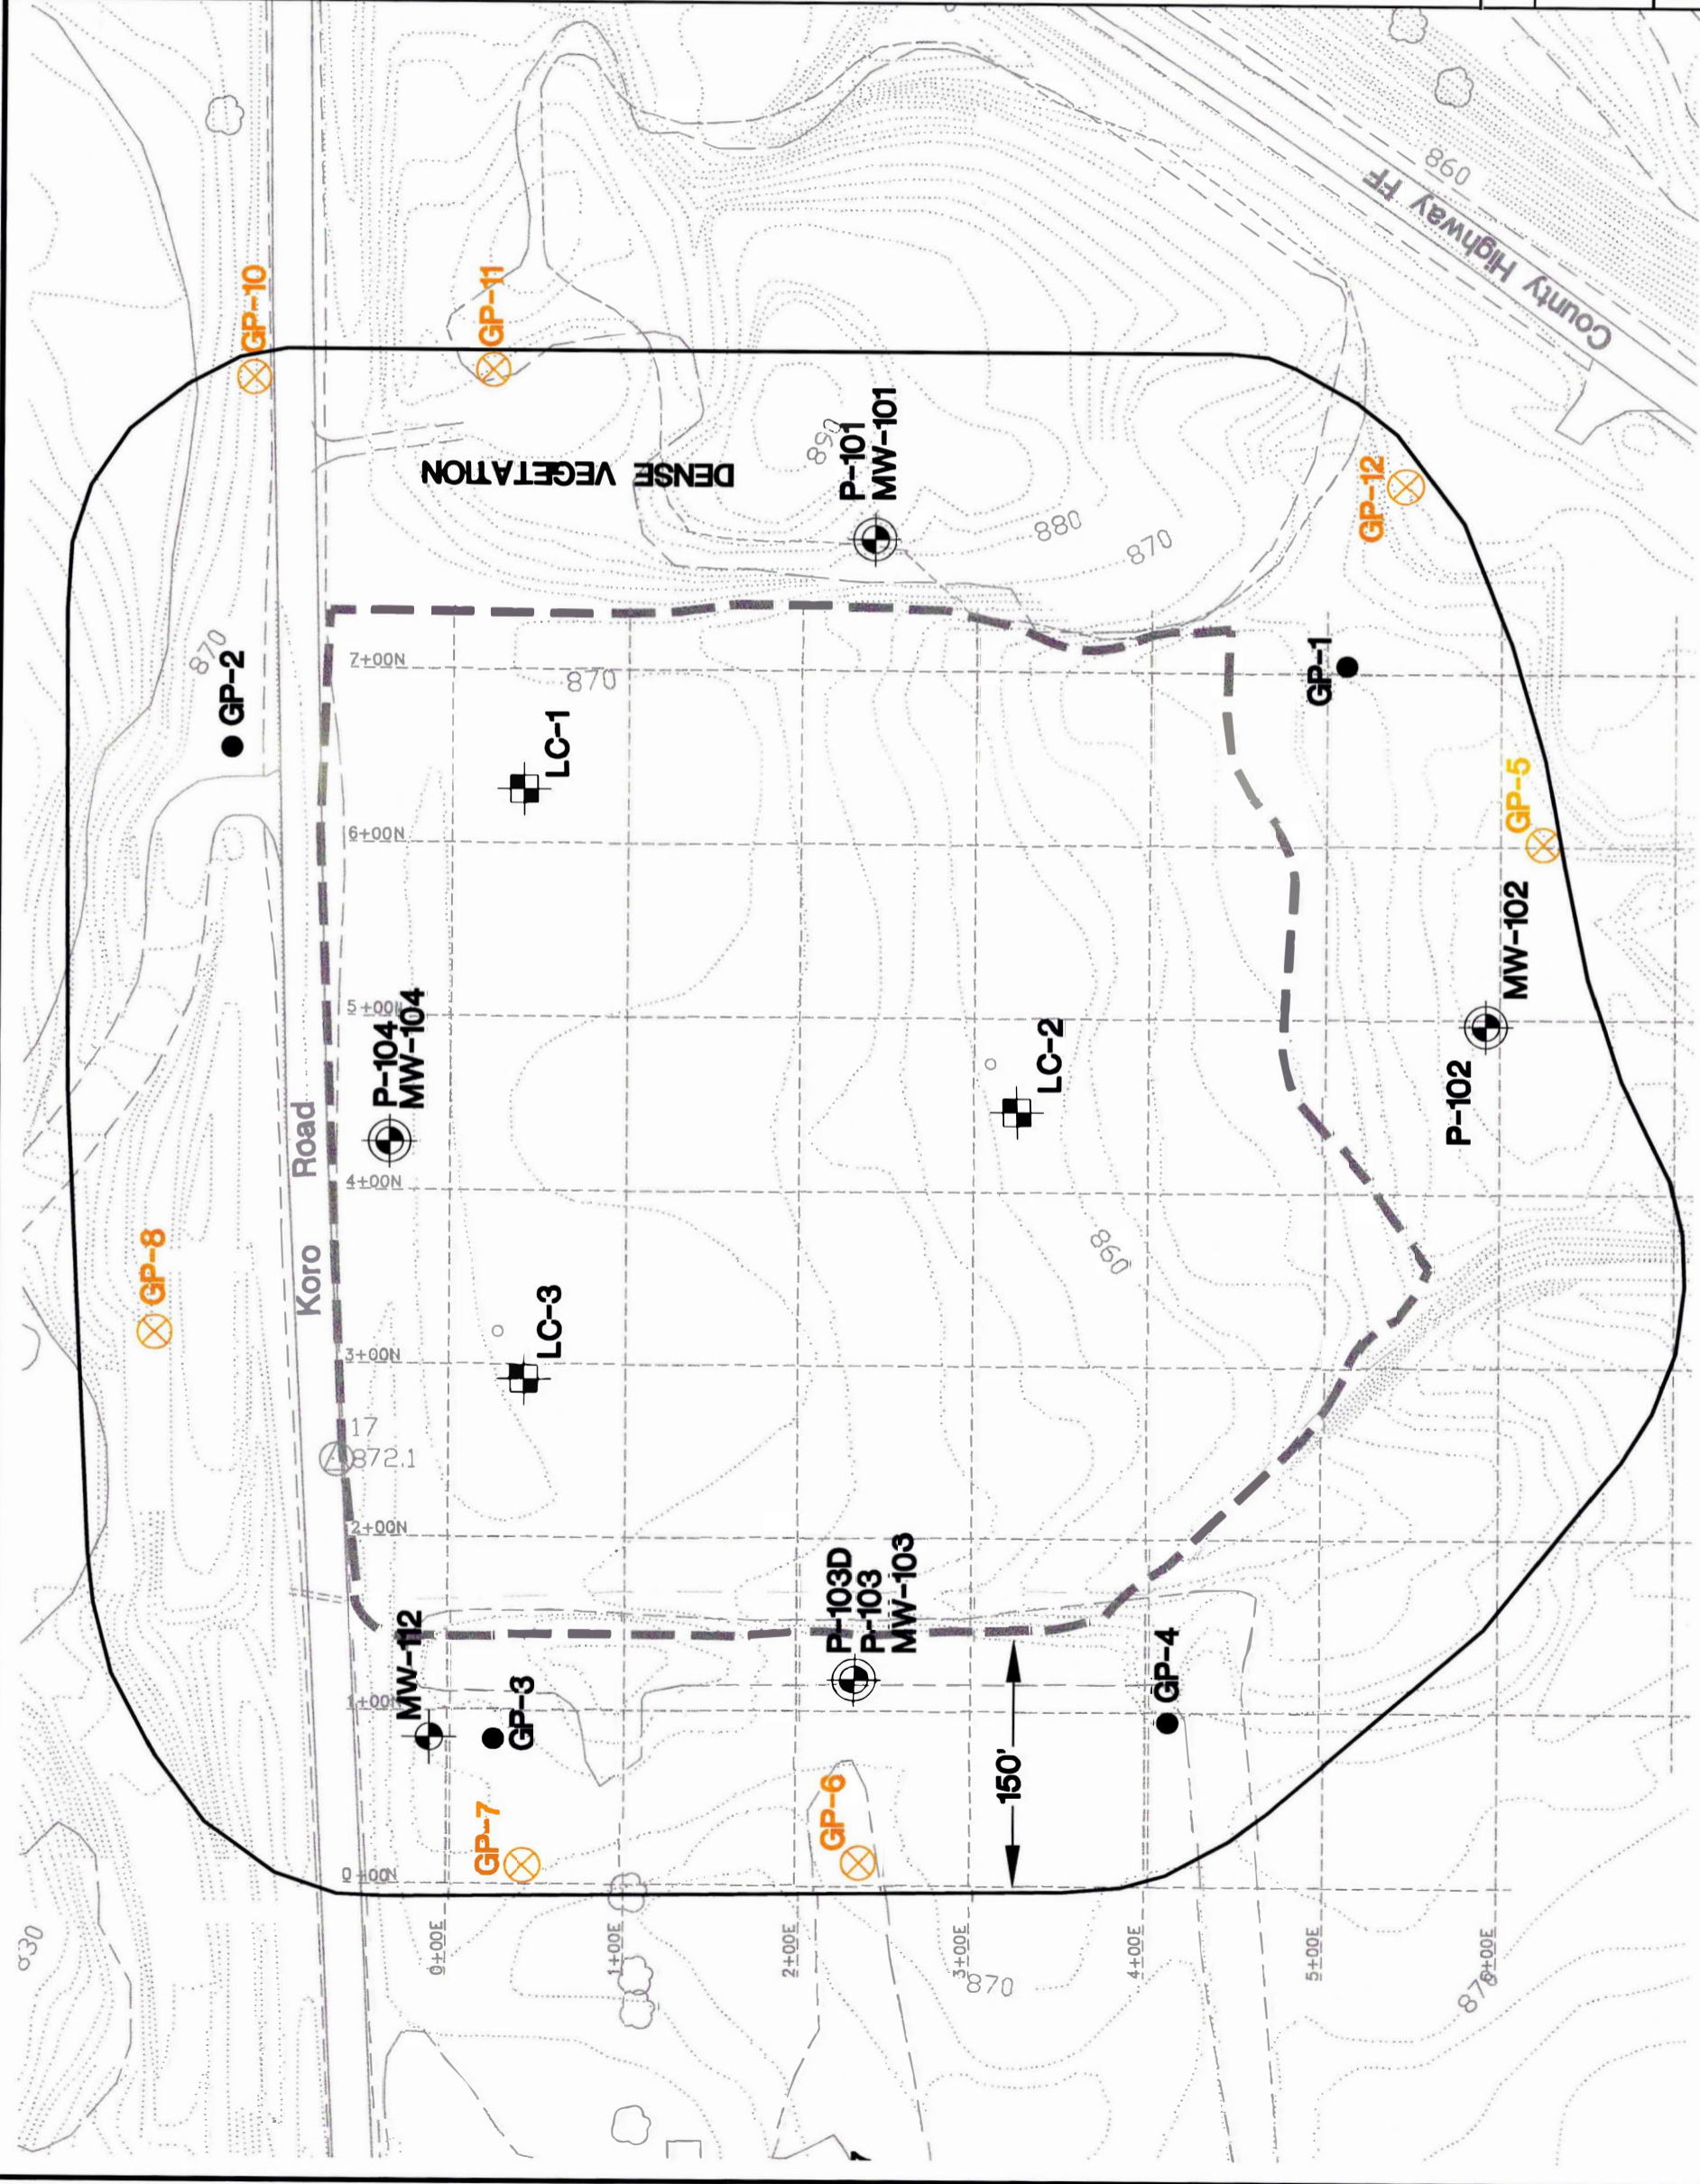 860
County Highway FF
GP-10
GP-11
DENSE VEGETATION
890
P-101
MW-101
GP-12
880
870
870
GP-2
7+00N
870
GP-1
LC-1
GP-5
6+00N
MW-102
5+00N
P-104
MW-104
LC-2
P-102
Koro Road
4+00N
GP-8
860
LC-3
3+00N
17
872.1
2+00N
P-103D
P-103
MW-103
MW-112
1+00N
GP-3
GP-4
150'
GP-6
GP-7
0+00N
0+00E
1+00E
2+00E
3+00E
4+00E
5+00E
6+00E
870
870